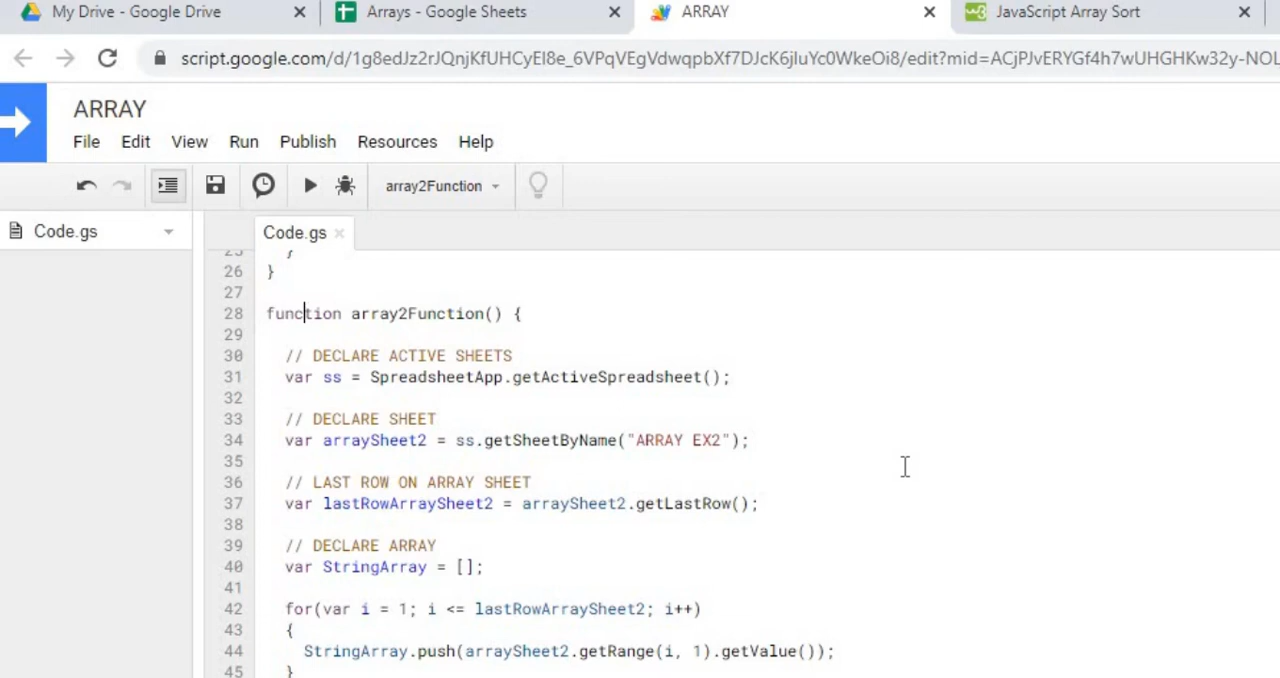 My Drive - Google Drive
Arrays - Google Sheets
ARRAY
JavaScript Array Sort
script.google.com/d/1g8edJz2rJQnjKfUHCyEI8e_6VPqVEgVdwqpbXf7DJcK6jluYc0WkeOi8/edit?mid=ACjPJvERYGf4h7wUHGHKw32y-NOL
ARRAY
File Edit View Run Publish Resources Help
array2Function
Code.gs
Code.gs
25 }
26 }
27
28 function array2Function() {
29
30 // DECLARE ACTIVE SHEETS
31 var ss = SpreadsheetApp.getActiveSpreadsheet();
32
33 // DECLARE SHEET
34 var arraySheet2 = ss.getSheetByName("ARRAY EX2");
35
36 // LAST ROW ON ARRAY SHEET
37 var lastRowArraySheet2 = arraySheet2.getLastRow();
38
39 // DECLARE ARRAY
40 var StringArray = [];
41
42 for(var i = 1; i <= lastRowArraySheet2; i++)
43 {
44 StringArray.push(arraySheet2.getRange(i, 1).getValue());
45 }